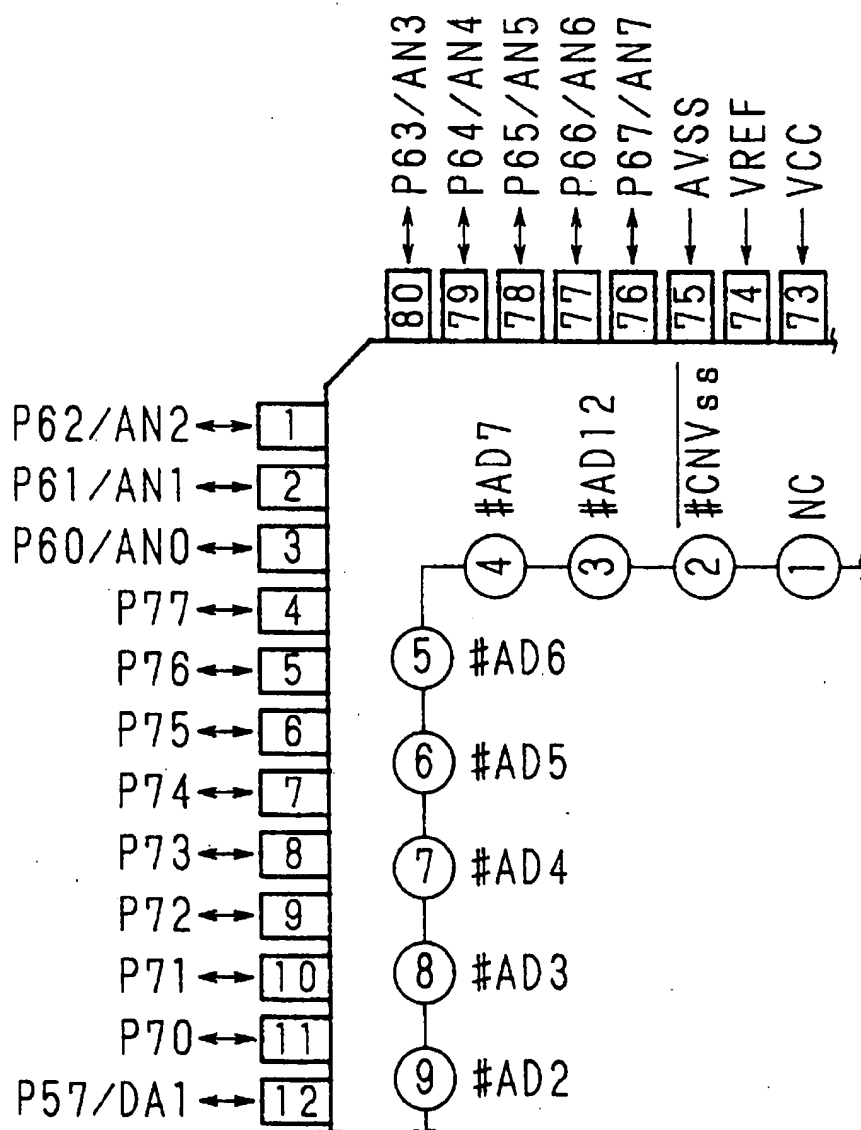 P63/AN3
P64/AN4
P65/AN5
P66/AN6
P67/AN7
AVSS
VREF
VCC
80
79
78
77
76
75
74
73
P62/AN2
1
P61/AN1
2
P60/AN0
3
P77
4
P76
5
P75
6
P74
7
P73
8
P72
9
P71
10
P70
11
P57/DA1
12
#AD7
#AD12
#CNVss
NC
4
3
2
1
5 #AD6
6 #AD5
7 #AD4
8 #AD3
9 #AD2